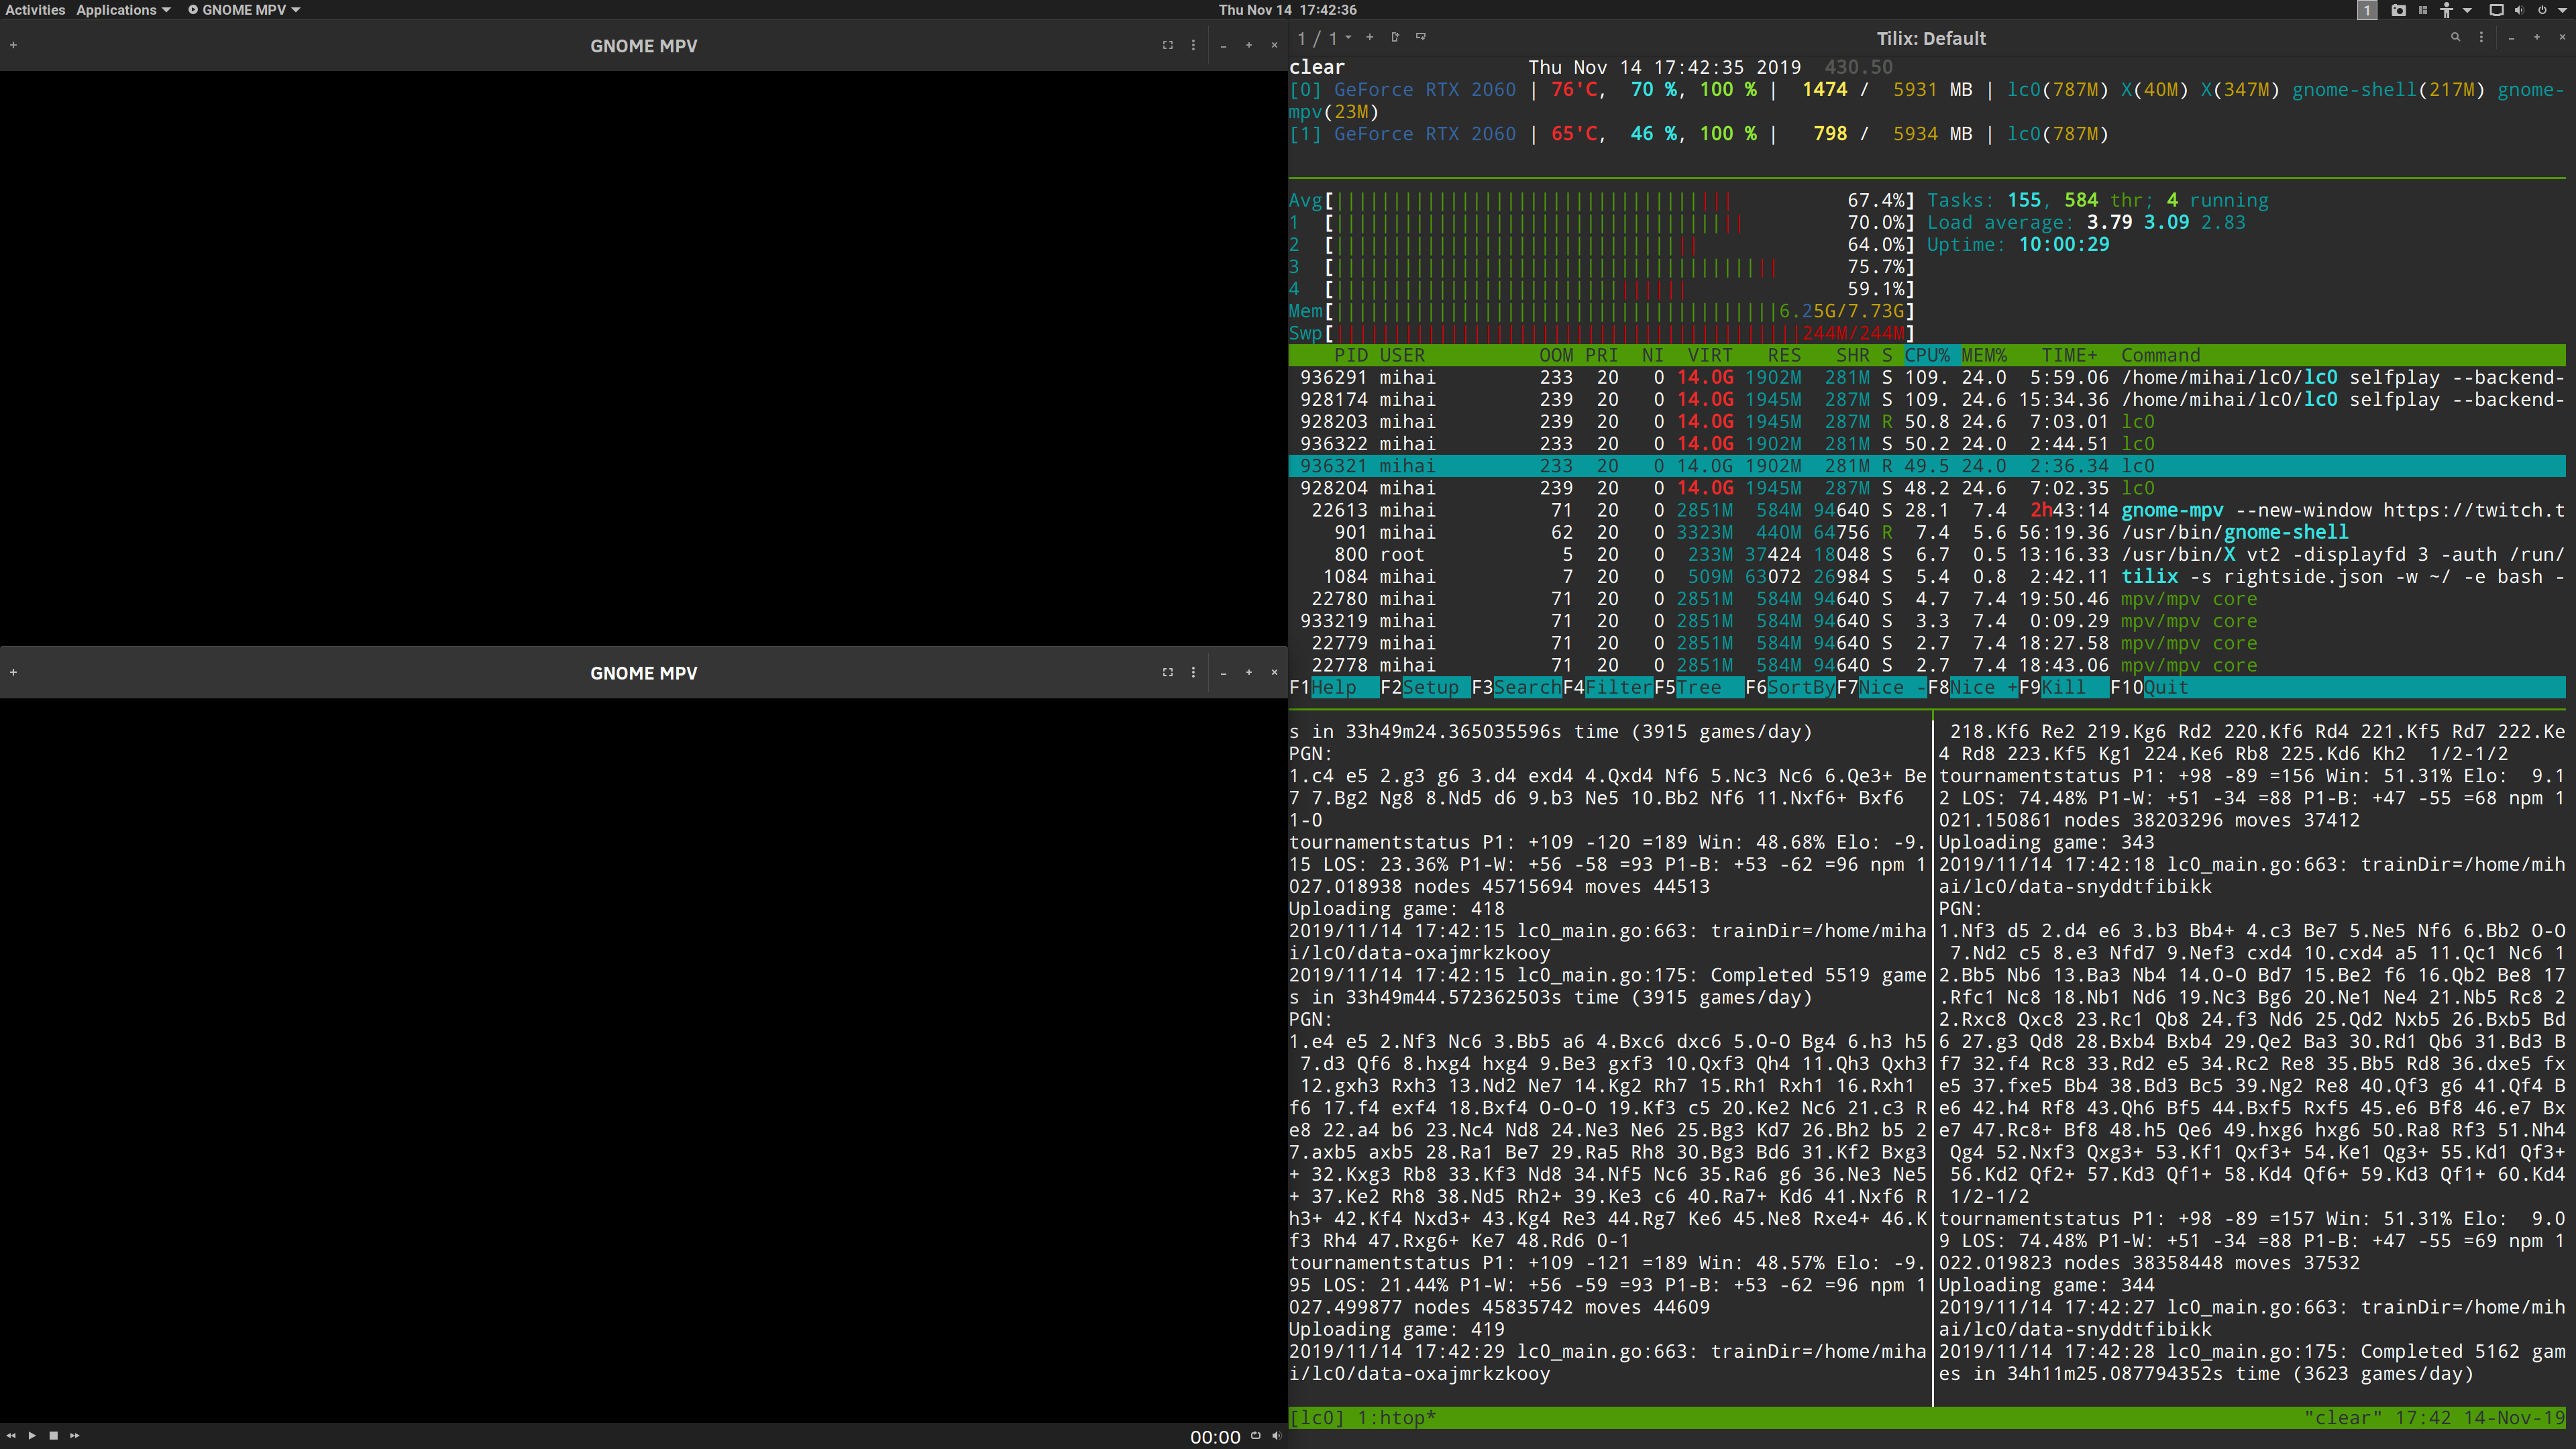 Activities Applications GNOME MPV Thu Nov 14 17:42:36 1
GNOME MPV
GNOME MPV
00:00
1 / 1 Tilix: Default
clear Thu Nov 14 17:42:35 2019 430.50
[0] GeForce RTX 2060 | 76'C, 70 %, 100 % | 1474 / 5931 MB | lc0(787M) X(40M) X(347M) gnome-shell(217M) gnome-
mpv(23M)
[1] GeForce RTX 2060 | 65'C, 46 %, 100 % | 798 / 5934 MB | lc0(787M)
Avg[ 67.4%] Tasks: 155, 584 thr; 4 running
1 [ 70.0%] Load average: 3.79 3.09 2.83
2 [ 64.0%] Uptime: 10:00:29
3 [ 75.7%]
4 [ 59.1%]
Mem[ 6.25G/7.73G]
Swp[ 244M/244M]
PID USER OOM PRI NI VIRT RES SHR S CPU% MEM% TIME+ Command
936291 mihai 233 20 0 14.0G 1902M 281M S 109. 24.0 5:59.06 /home/mihai/lc0/lc0 selfplay --backend-
928174 mihai 239 20 0 14.0G 1945M 287M S 109. 24.6 15:34.36 /home/mihai/lc0/lc0 selfplay --backend-
928203 mihai 239 20 0 14.0G 1945M 287M R 50.8 24.6 7:03.01 lc0
936322 mihai 233 20 0 14.0G 1902M 281M S 50.2 24.0 2:44.51 lc0
936321 mihai 233 20 0 14.0G 1902M 281M R 49.5 24.0 2:36.34 lc0
928204 mihai 239 20 0 14.0G 1945M 287M S 48.2 24.6 7:02.35 lc0
22613 mihai 71 20 0 2851M 584M 94640 S 28.1 7.4 2h43:14 gnome-mpv --new-window https://twitch.t
901 mihai 62 20 0 3323M 440M 64756 R 7.4 5.6 56:19.36 /usr/bin/gnome-shell
800 root 5 20 0 233M 37424 18048 S 6.7 0.5 13:16.33 /usr/bin/X vt2 -displayfd 3 -auth /run/
1084 mihai 7 20 0 509M 63072 26984 S 5.4 0.8 2:42.11 tilix -s rightside.json -w ~/ -e bash -
22780 mihai 71 20 0 2851M 584M 94640 S 4.7 7.4 19:50.46 mpv/mpv core
933219 mihai 71 20 0 2851M 584M 94640 S 3.3 7.4 0:09.29 mpv/mpv core
22779 mihai 71 20 0 2851M 584M 94640 S 2.7 7.4 18:27.58 mpv/mpv core
22778 mihai 71 20 0 2851M 584M 94640 S 2.7 7.4 18:43.06 mpv/mpv core
F1Help F2Setup F3SearchF4FilterF5Tree F6SortByF7Nice -F8Nice +F9Kill F10Quit
s in 33h49m24.365035596s time (3915 games/day)
PGN:
1.c4 e5 2.g3 g6 3.d4 exd4 4.Qxd4 Nf6 5.Nc3 Nc6 6.Qe3+ Be
7 7.Bg2 Ng8 8.Nd5 d6 9.b3 Ne5 10.Bb2 Nf6 11.Nxf6+ Bxf6
1-0
tournamentstatus P1: +109 -120 =189 Win: 48.68% Elo: -9.
15 LOS: 23.36% P1-W: +56 -58 =93 P1-B: +53 -62 =96 npm 1
027.018938 nodes 45715694 moves 44513
Uploading game: 418
2019/11/14 17:42:15 lc0_main.go:663: trainDir=/home/miha
i/lc0/data-oxajmrkzkooy
2019/11/14 17:42:15 lc0_main.go:175: Completed 5519 game
s in 33h49m44.572362503s time (3915 games/day)
PGN:
1.e4 e5 2.Nf3 Nc6 3.Bb5 a6 4.Bxc6 dxc6 5.O-O Bg4 6.h3 h5
7.d3 Qf6 8.hxg4 hxg4 9.Be3 gxf3 10.Qxf3 Qh4 11.Qh3 Qxh3
12.gxh3 Rxh3 13.Nd2 Ne7 14.Kg2 Rh7 15.Rh1 Rxh1 16.Rxh1
f6 17.f4 exf4 18.Bxf4 O-O-O 19.Kf3 c5 20.Ke2 Nc6 21.c3 R
e8 22.a4 b6 23.Nc4 Nd8 24.Ne3 Ne6 25.Bg3 Kd7 26.Bh2 b5 2
7.axb5 axb5 28.Ra1 Be7 29.Ra5 Rh8 30.Bg3 Bd6 31.Kf2 Bxg3
+ 32.Kxg3 Rb8 33.Kf3 Nd8 34.Nf5 Nc6 35.Ra6 g6 36.Ne3 Ne5
+ 37.Ke2 Rh8 38.Nd5 Rh2+ 39.Ke3 c6 40.Ra7+ Kd6 41.Nxf6 R
h3+ 42.Kf4 Nxd3+ 43.Kg4 Re3 44.Rg7 Ke6 45.Ne8 Rxe4+ 46.K
f3 Rh4 47.Rxg6+ Ke7 48.Rd6 0-1
tournamentstatus P1: +109 -121 =189 Win: 48.57% Elo: -9.
95 LOS: 21.44% P1-W: +56 -59 =93 P1-B: +53 -62 =96 npm 1
027.499877 nodes 45835742 moves 44609
Uploading game: 419
2019/11/14 17:42:29 lc0_main.go:663: trainDir=/home/miha
i/lc0/data-oxajmrkzkooy
218.Kf6 Re2 219.Kg6 Rd2 220.Kf6 Rd4 221.Kf5 Rd7 222.Ke
4 Rd8 223.Kf5 Kg1 224.Ke6 Rb8 225.Kd6 Kh2 1/2-1/2
tournamentstatus P1: +98 -89 =156 Win: 51.31% Elo: 9.1
2 LOS: 74.48% P1-W: +51 -34 =88 P1-B: +47 -55 =68 npm 1
021.150861 nodes 38203296 moves 37412
Uploading game: 343
2019/11/14 17:42:18 lc0_main.go:663: trainDir=/home/mih
ai/lc0/data-snyddtfibikk
PGN:
1.Nf3 d5 2.d4 e6 3.b3 Bb4+ 4.c3 Be7 5.Ne5 Nf6 6.Bb2 O-O
7.Nd2 c5 8.e3 Nfd7 9.Nef3 cxd4 10.cxd4 a5 11.Qc1 Nc6 1
2.Bb5 Nb6 13.Ba3 Nb4 14.O-O Bd7 15.Be2 f6 16.Qb2 Be8 17
.Rfc1 Nc8 18.Nb1 Nd6 19.Nc3 Bg6 20.Ne1 Ne4 21.Nb5 Rc8 2
2.Rxc8 Qxc8 23.Rc1 Qb8 24.f3 Nd6 25.Qd2 Nxb5 26.Bxb5 Bd
6 27.g3 Qd8 28.Bxb4 Bxb4 29.Qe2 Ba3 30.Rd1 Qb6 31.Bd3 B
f7 32.f4 Rc8 33.Rd2 e5 34.Rc2 Re8 35.Bb5 Rd8 36.dxe5 fx
e5 37.fxe5 Bb4 38.Bd3 Bc5 39.Ng2 Re8 40.Qf3 g6 41.Qf4 B
e6 42.h4 Rf8 43.Qh6 Bf5 44.Bxf5 Rxf5 45.e6 Bf8 46.e7 Bx
e7 47.Rc8+ Bf8 48.h5 Qe6 49.hxg6 hxg6 50.Ra8 Rf3 51.Nh4
Qg4 52.Nxf3 Qxg3+ 53.Kf1 Qxf3+ 54.Ke1 Qg3+ 55.Kd1 Qf3+
56.Kd2 Qf2+ 57.Kd3 Qf1+ 58.Kd4 Qf6+ 59.Kd3 Qf1+ 60.Kd4
1/2-1/2
tournamentstatus P1: +98 -89 =157 Win: 51.31% Elo: 9.0
9 LOS: 74.48% P1-W: +51 -34 =88 P1-B: +47 -55 =69 npm 1
022.019823 nodes 38358448 moves 37532
Uploading game: 344
2019/11/14 17:42:27 lc0_main.go:663: trainDir=/home/mih
ai/lc0/data-snyddtfibikk
2019/11/14 17:42:28 lc0_main.go:175: Completed 5162 gam
es in 34h11m25.087794352s time (3623 games/day)
[lc0] 1:htop* "clear" 17:42 14-Nov-19